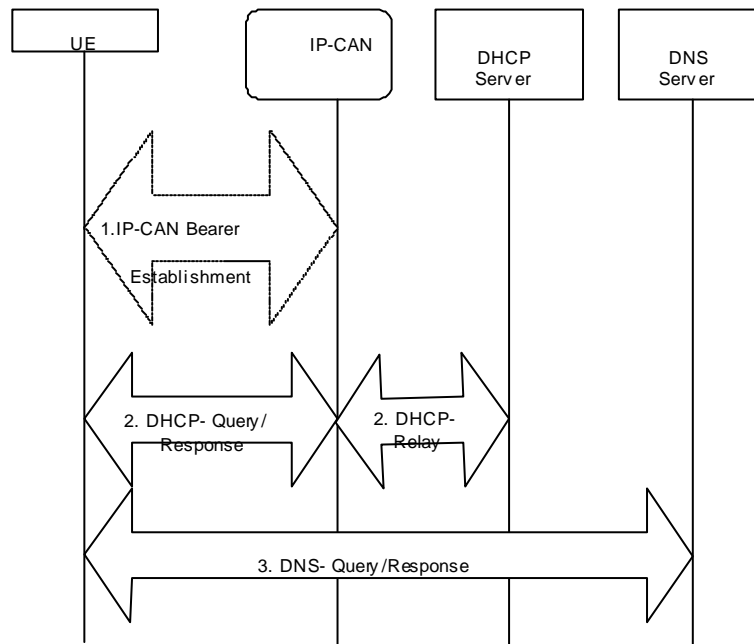 UE
IP-CAN
DHCP
Server
DNS
Server
1.IP-CAN Bearer
Establishment
2. DHCP- Query/
Response
2. DHCP-
Relay
3. DNS- Query/Response